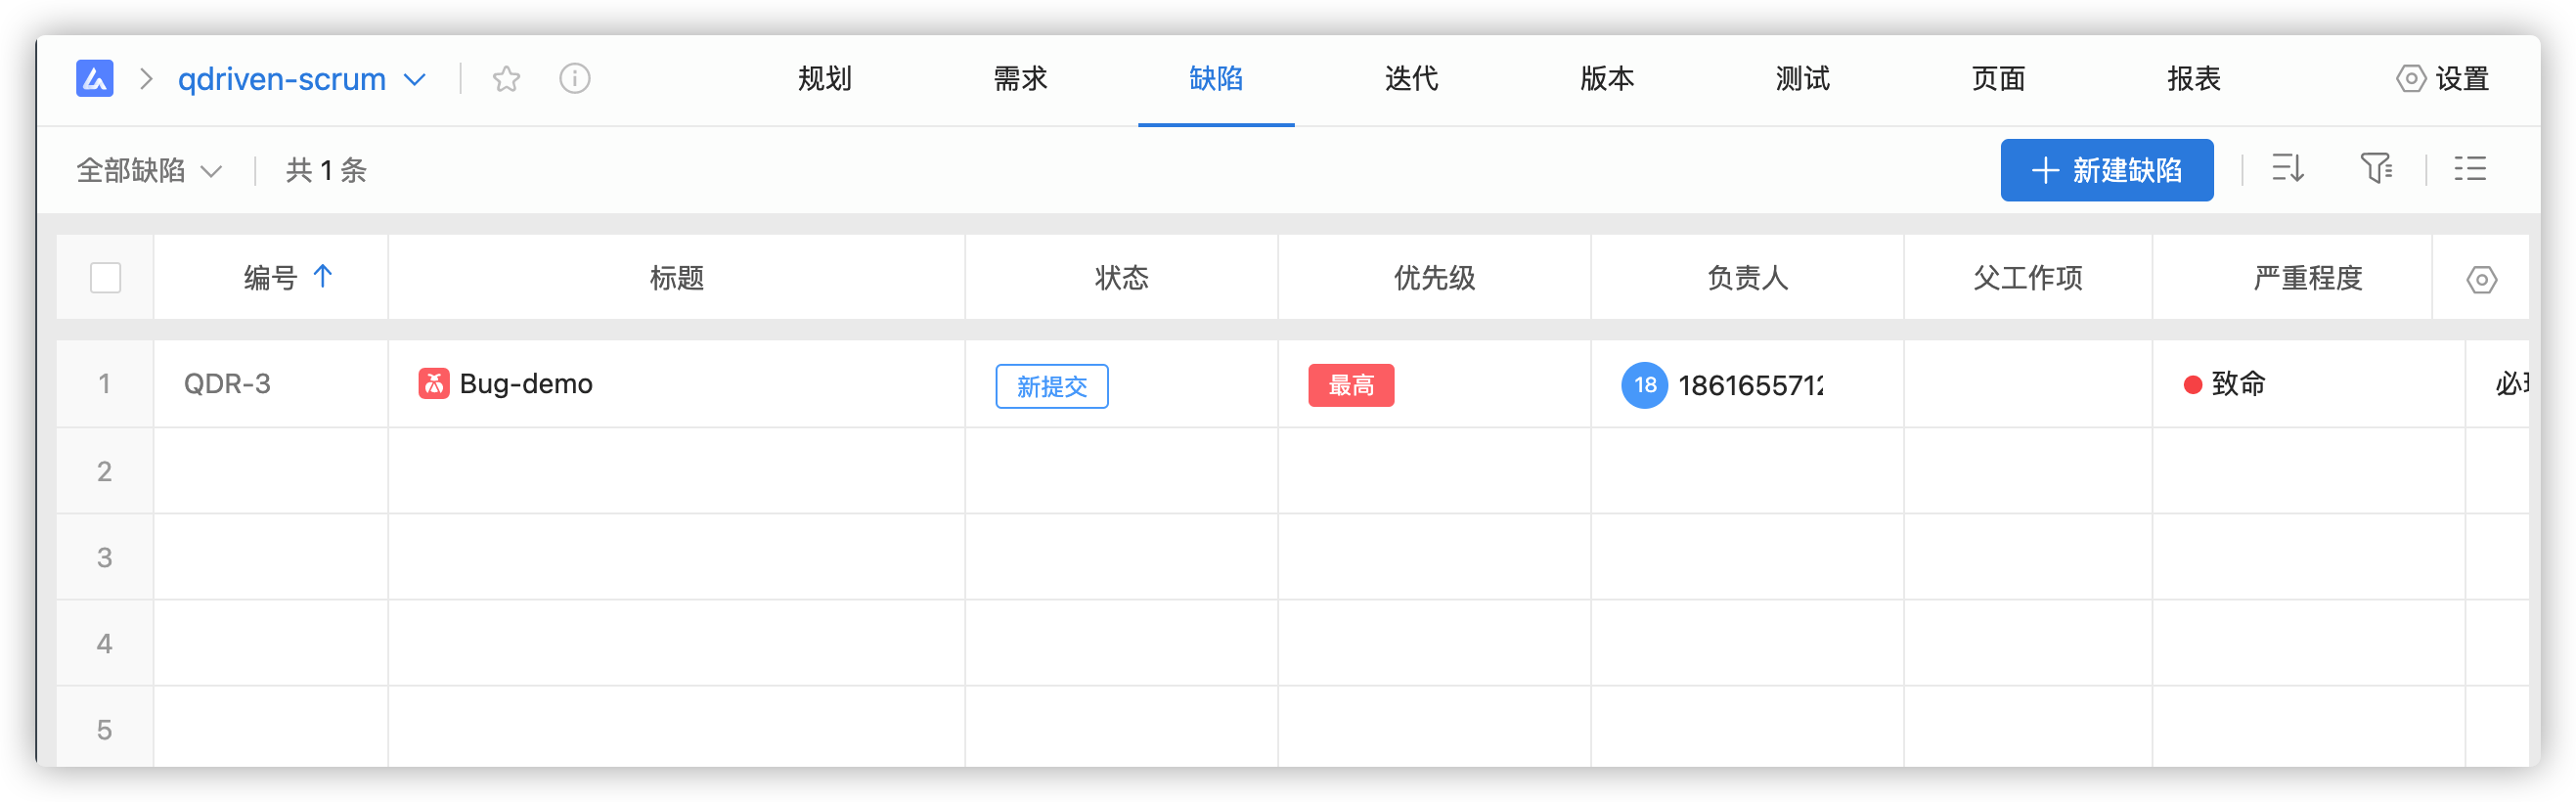 qdriven-scrum 规划 需求 缺陷 迭代 版本 测试 页面 报表 设置
全部缺陷 共 1 条 新建缺陷
编号 标题 状态 优先级 负责人 父工作项 严重程度
1 QDR-3 Bug-demo 新提交 最高 18 186165571 致命 必
2
3
4
5